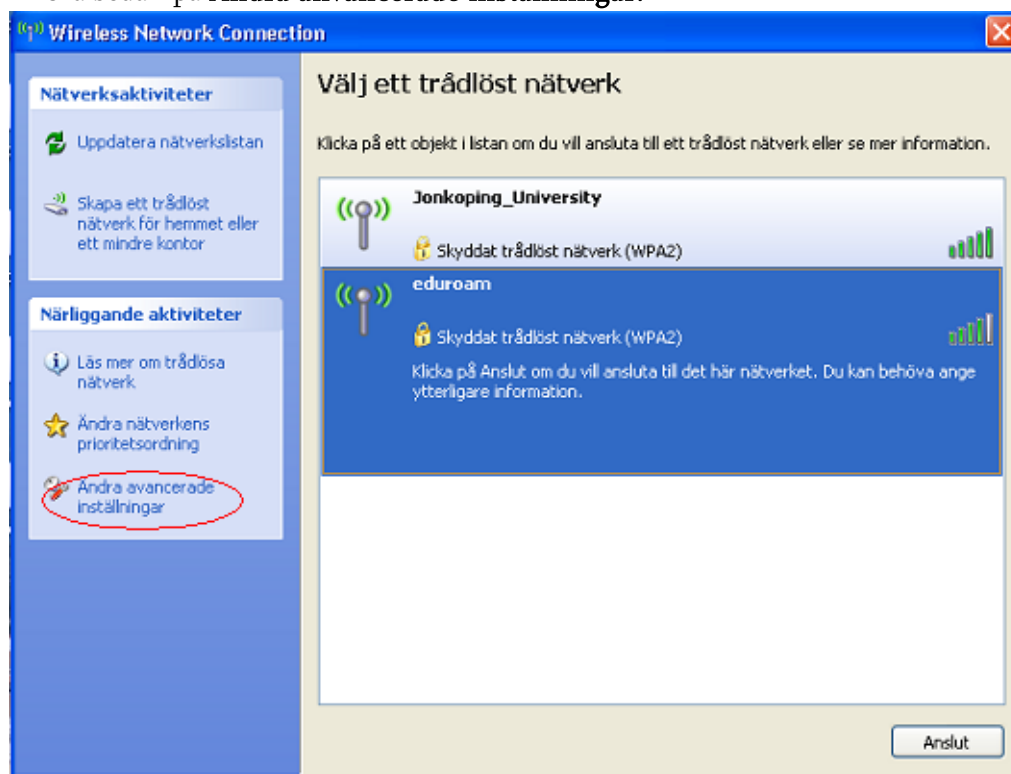 på Ändra avancerade inställningar.
Wireless Network Connection
Nätverksaktiviteter
Uppdatera nätverkslistan
Skapa ett trådlöst
nätverk för hemmet eller
ett mindre kontor
Närliggande aktiviteter
Läs mer om trådlösa
nätverk
Ändra nätverkens
prioritetsordning
Ändra avancerade
inställningar
Välj ett trådlöst nätverk
Klicka på ett objekt i listan om du vill ansluta till ett trådlöst nätverk eller se mer information.
Jonkoping_University
Skyddat trådlöst nätverk (WPA2)
eduroam
Skyddat trådlöst nätverk (WPA2)
Klicka på Anslut om du vill ansluta till det här nätverket. Du kan behöva ange
ytterligare information.
Anslut